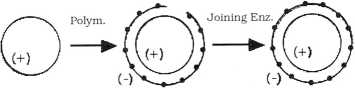 Polym.
Joining Enz.
(+)
(+)
(+)
(-)
(-)